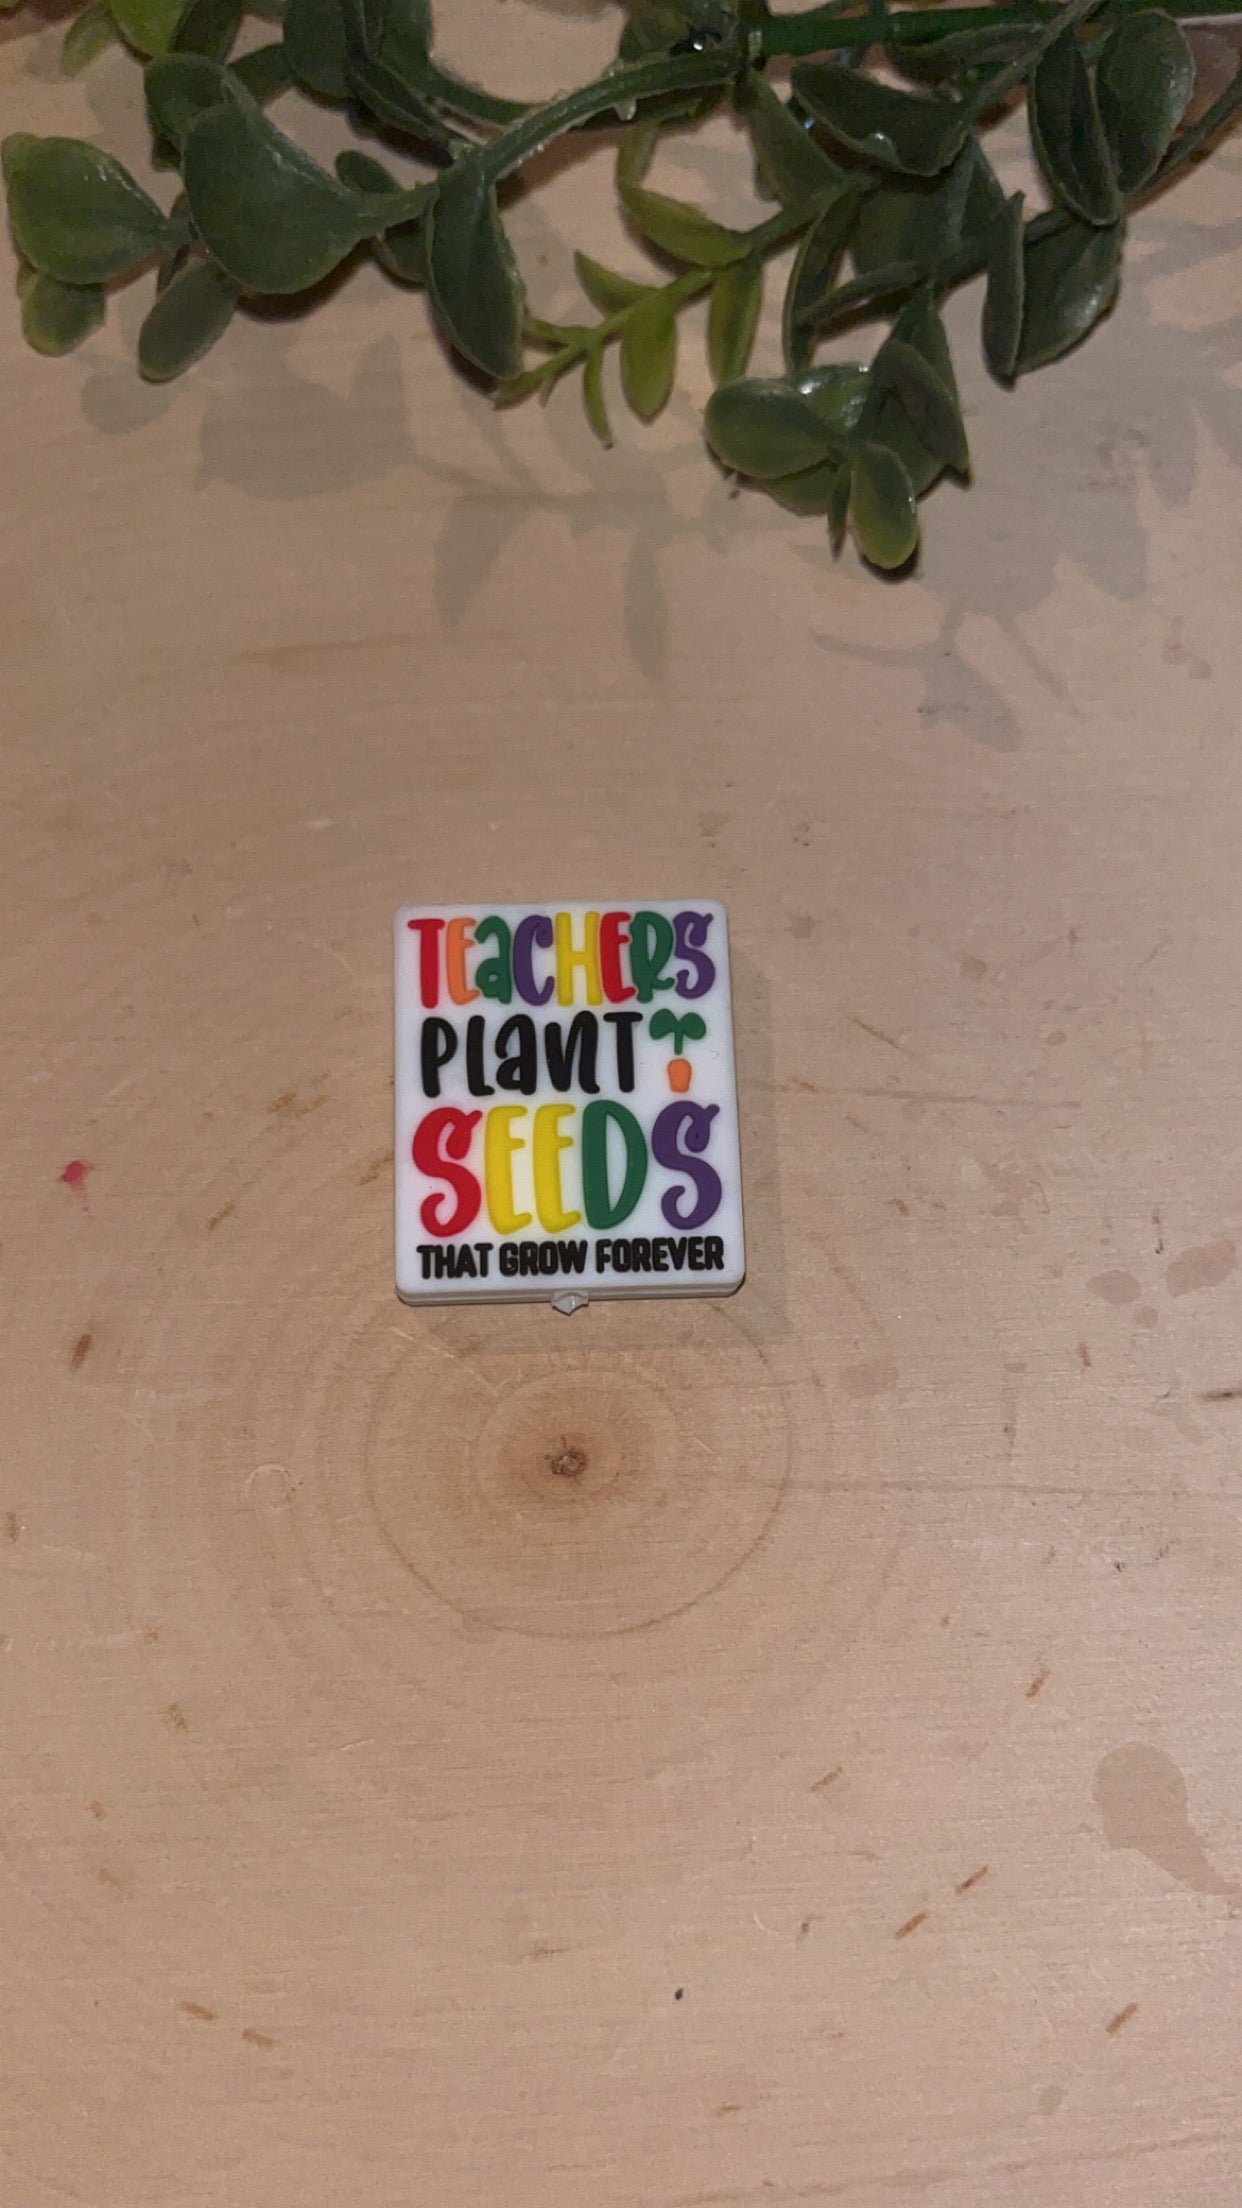 TEACHERS
PLANT
SEEDS
THAT GROW FOREVER